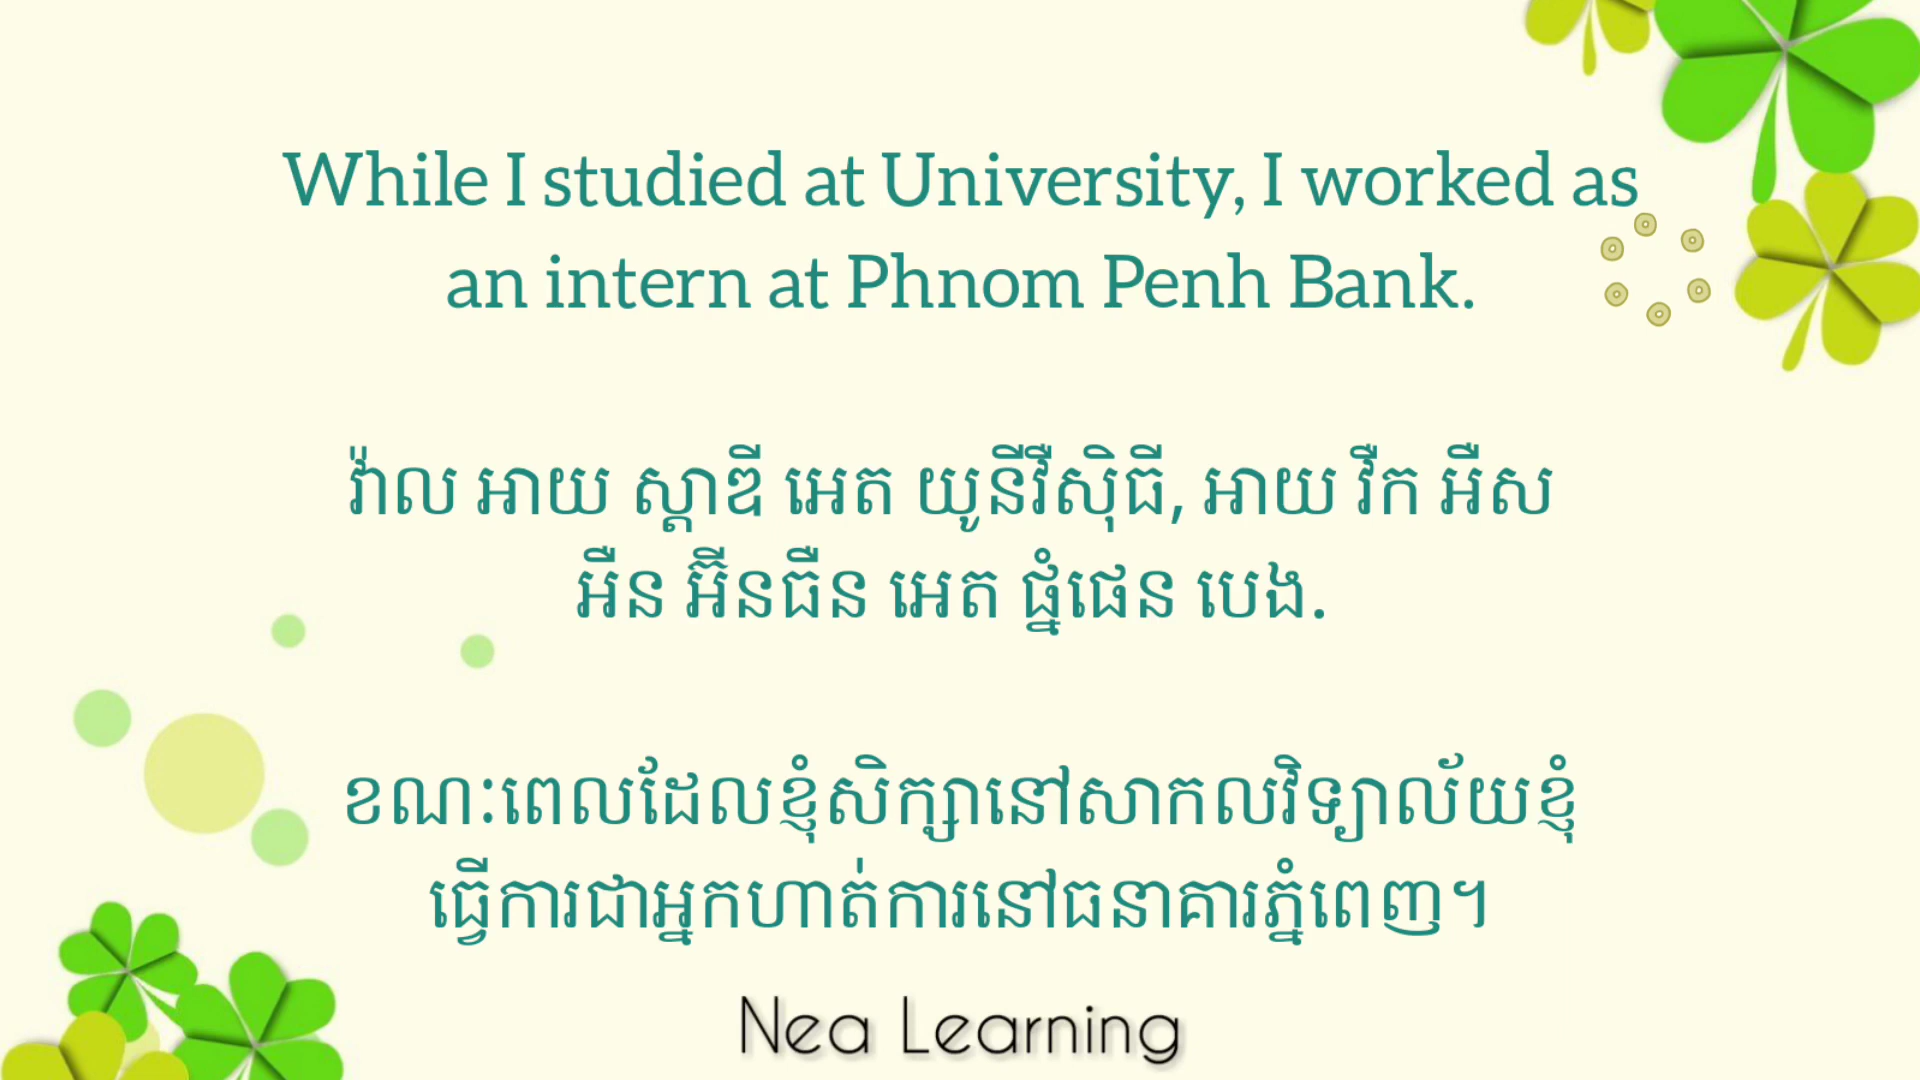 While I studied at University, I worked as
an intern at Phnom Penh Bank.
វ៉ាល អាយ ស្តាឌី អេត យូនីវឺស៊ិធី, អាយ វឺក អឺស
អឺន អ៊ីនធឺន អេត ផ្នំផេន បេង.
ខណៈពេលដែលខ្ញុំសិក្សានៅសាកលវិទ្យាល័យខ្ញុំ
ធ្វើការជាអ្នកហាត់ការនៅធនាគារភ្នំពេញ។
Nea Learning